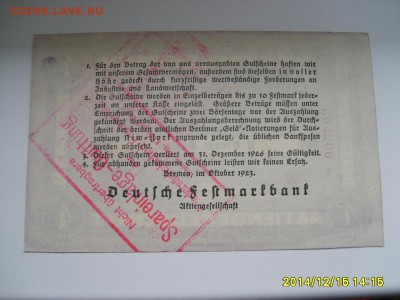 COINS.LAVE.RU
1. Für den Betrag der von uns verausgabten Gutscheine haften wir
mit unserem Gesamtvermögen, außerdem sind dieselben in voller
Höhe gedeckt durch kurzfristige wertbeständige Forderungen an
Industrie und Landwirtschaft.
2. Die Gutscheine werden in Einzelbeträgen bis zu 10 Festmark jeder-
zeit an unserer Kasse eingelöst. Größere Beträge müssen unter
Einreichung der Gutscheine zwei Börsentage vor der Auszahlung
gekündigt werden. Der Auszahlungsberechnung wird der Durch-
schnitt der beiden amtlichen Berliner „Geld“-Notierungen für Aus-
zahlung New-York zugrunde gelegt, die üblichen Bankspesen
werden abgezogen.
3. Dieser Gutschein verliert am 31. Dezember 1926 seine Gültigkeit.
4. Für abhanden gekommene Gutscheine leisten wir keinen Ersatz.
Bremen, im Oktober 1923.
Deutsche Festmarkbank
Aktiengesellschaft
Nicht übertragbare
Spareinlage
2014/12/15 14:15